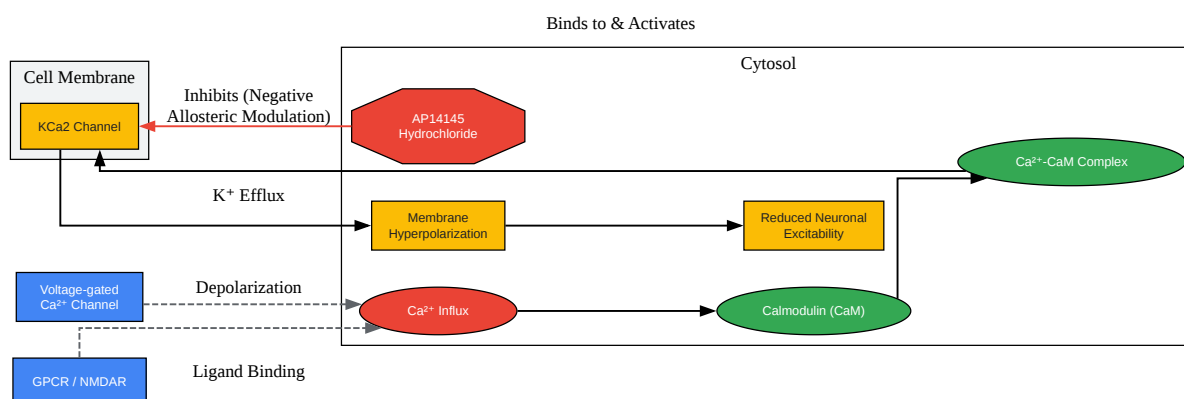 Binds to & Activates
Cytosol
Cell Membrane
KCa2 Channel
Inhibits (Negative
Allosteric Modulation)
AP14145
Hydrochloride
Ca²⁺-CaM Complex
K⁺ Efflux
Membrane
Hyperpolarization
Reduced Neuronal
Excitability
Voltage-gated
Ca²⁺ Channel
Depolarization
Ca²⁺ Influx
Calmodulin (CaM)
GPCR / NMDAR
Ligand Binding